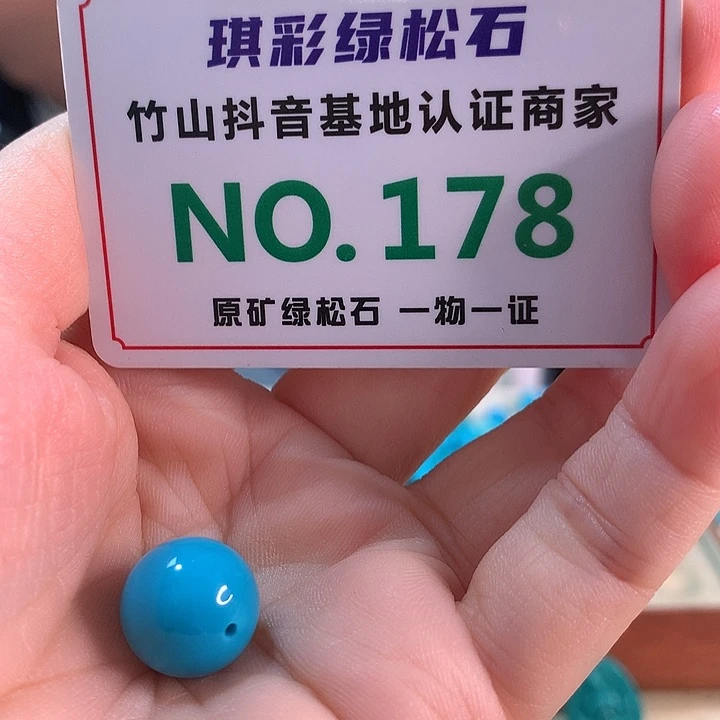 琪彩绿松石
竹山抖音基地认证商家
NO.178
原矿绿松石 一物一证